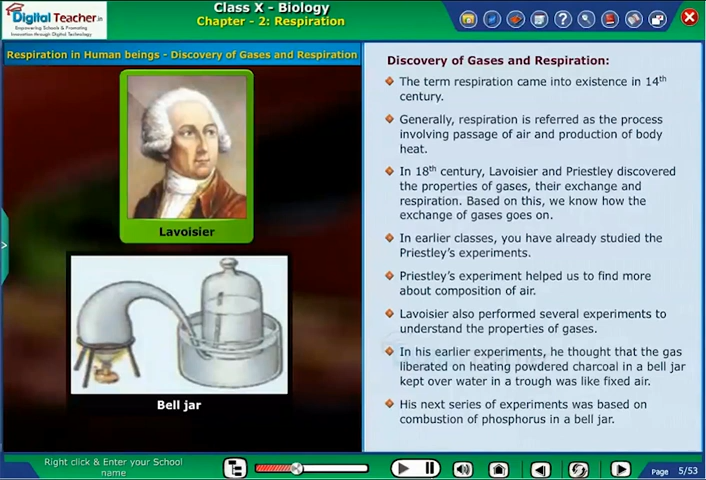 Digital Teacher.in
Empowering Schools & Promoting
Innovation through Digital Technology
Class X - Biology
Chapter - 2: Respiration
Respiration in Human beings - Discovery of Gases and Respiration
Lavoisier
Bell jar
Discovery of Gases and Respiration:
The term respiration came into existence in 14th
century.
Generally, respiration is referred as the process
involving passage of air and production of body
heat.
In 18th century, Lavoisier and Priestley discovered
the properties of gases, their exchange and
respiration. Based on this, we know how the
exchange of gases goes on.
In earlier classes, you have already studied the
Priestley's experiments.
Priestley's experiment helped us to find more
about composition of air.
Lavoisier also performed several experiments to
understand the properties of gases.
In his earlier experiments, he thought that the gas
liberated on heating powdered charcoal in a bell jar
kept over water in a trough was like fixed air.
His next series of experiments was based on
combustion of phosphorus in a bell jar.
Right click & Enter your School
name
Page 5/53